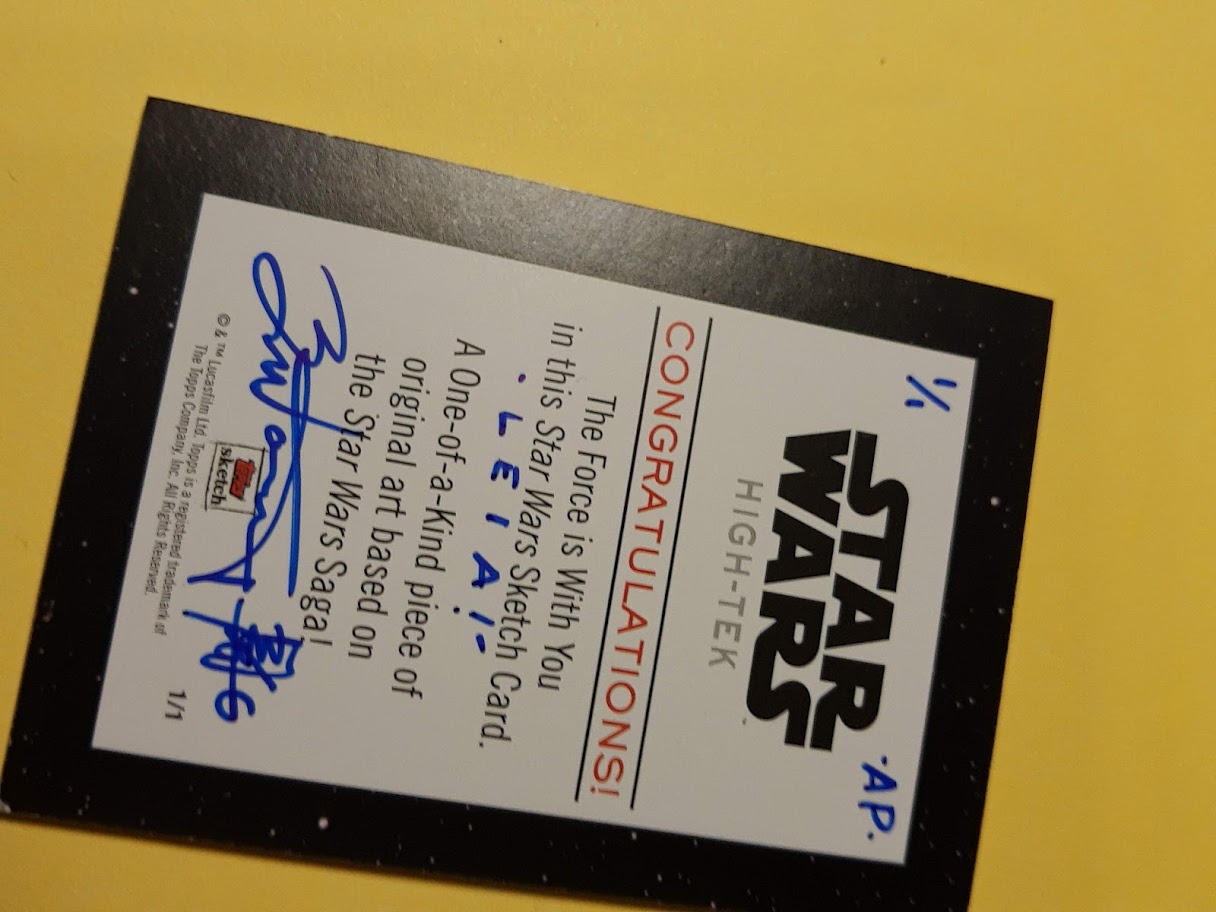 1/1
·AP.
STAR
WARS
HIGH-TEK
CONGRATULATIONS!
The Force is With You
in this Star Wars Sketch Card.
· LEIA!-
A One-of-a-Kind piece of
original art based on
the Star Wars Saga!
topps
sketch
1/1
© & TM Lucasfilm Ltd. Topps is a registered trademark of
The Topps Company, Inc. All Rights Reserved.